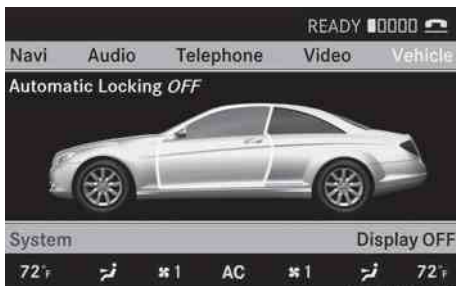 READY
Navi Audio Telephone Video Vehicle
Automatic Locking OFF
System Display OFF
72°F 1 AC 1 72°F